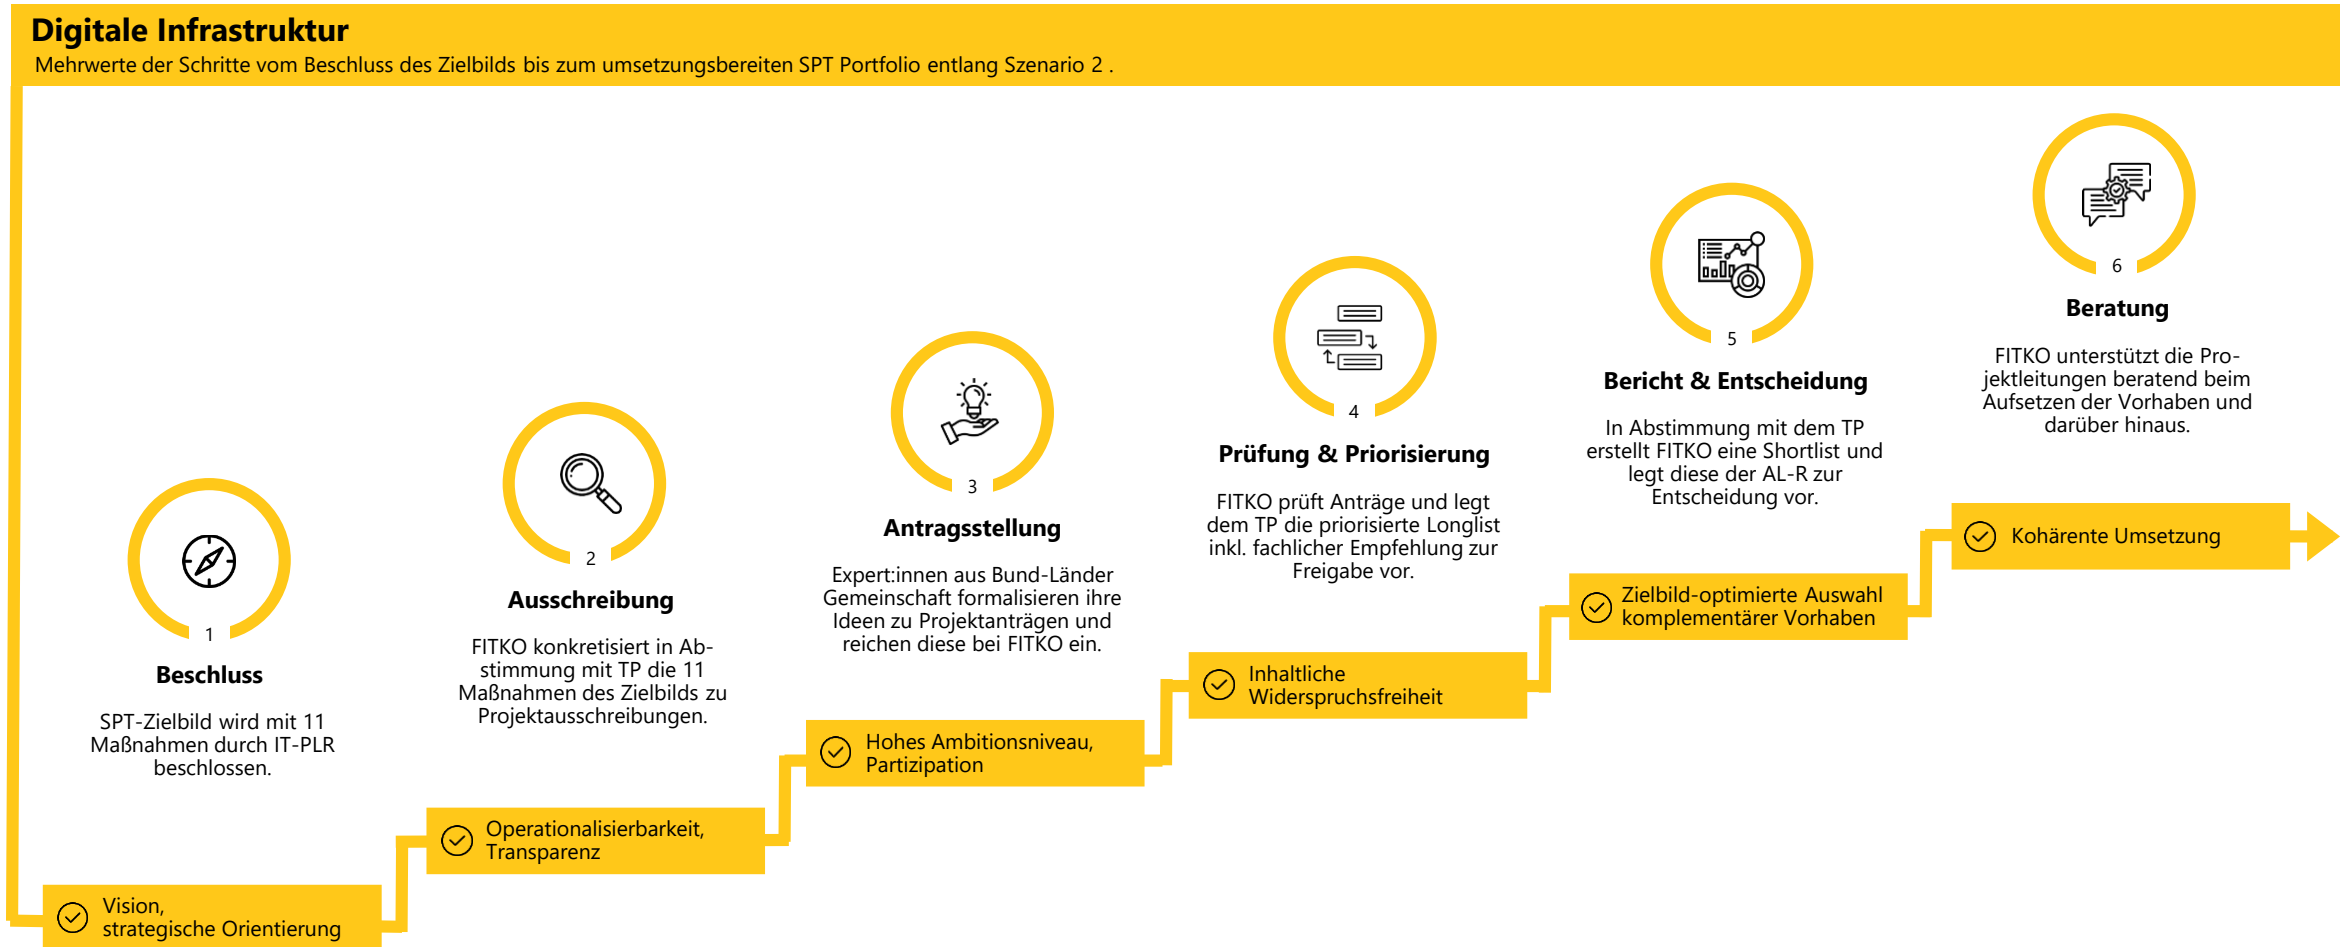 Digitale Infrastruktur
Mehrwerte der Schritte vom Beschluss des Zielbilds bis zum umsetzungsbereiten SPT Portfolio entlang Szenario 2 .
1
Beschluss
SPT-Zielbild wird mit 11
Maßnahmen durch IT-PLR
beschlossen.
Vision,
strategische Orientierung
2
Ausschreibung
FITKO konkretisiert in Ab-
stimmung mit TP die 11
Maßnahmen des Zielbilds zu
Projektausschreibungen.
Operationalisierbarkeit,
Transparenz
3
Antragsstellung
Expert:innen aus Bund-Länder
Gemeinschaft formalisieren ihre
Ideen zu Projektanträgen und
reichen diese bei FITKO ein.
Hohes Ambitionsniveau,
Partizipation
4
Prüfung & Priorisierung
FITKO prüft Anträge und legt
dem TP die priorisierte Longlist
inkl. fachlicher Empfehlung zur
Freigabe vor.
Inhaltliche
Widerspruchsfreiheit
5
Bericht & Entscheidung
In Abstimmung mit dem TP
erstellt FITKO eine Shortlist und
legt diese der AL-R zur
Entscheidung vor.
Zielbild-optimierte Auswahl
komplementärer Vorhaben
6
Beratung
FITKO unterstützt die Pro-
jektleitungen beratend beim
Aufsetzen der Vorhaben und
darüber hinaus.
Kohärente Umsetzung